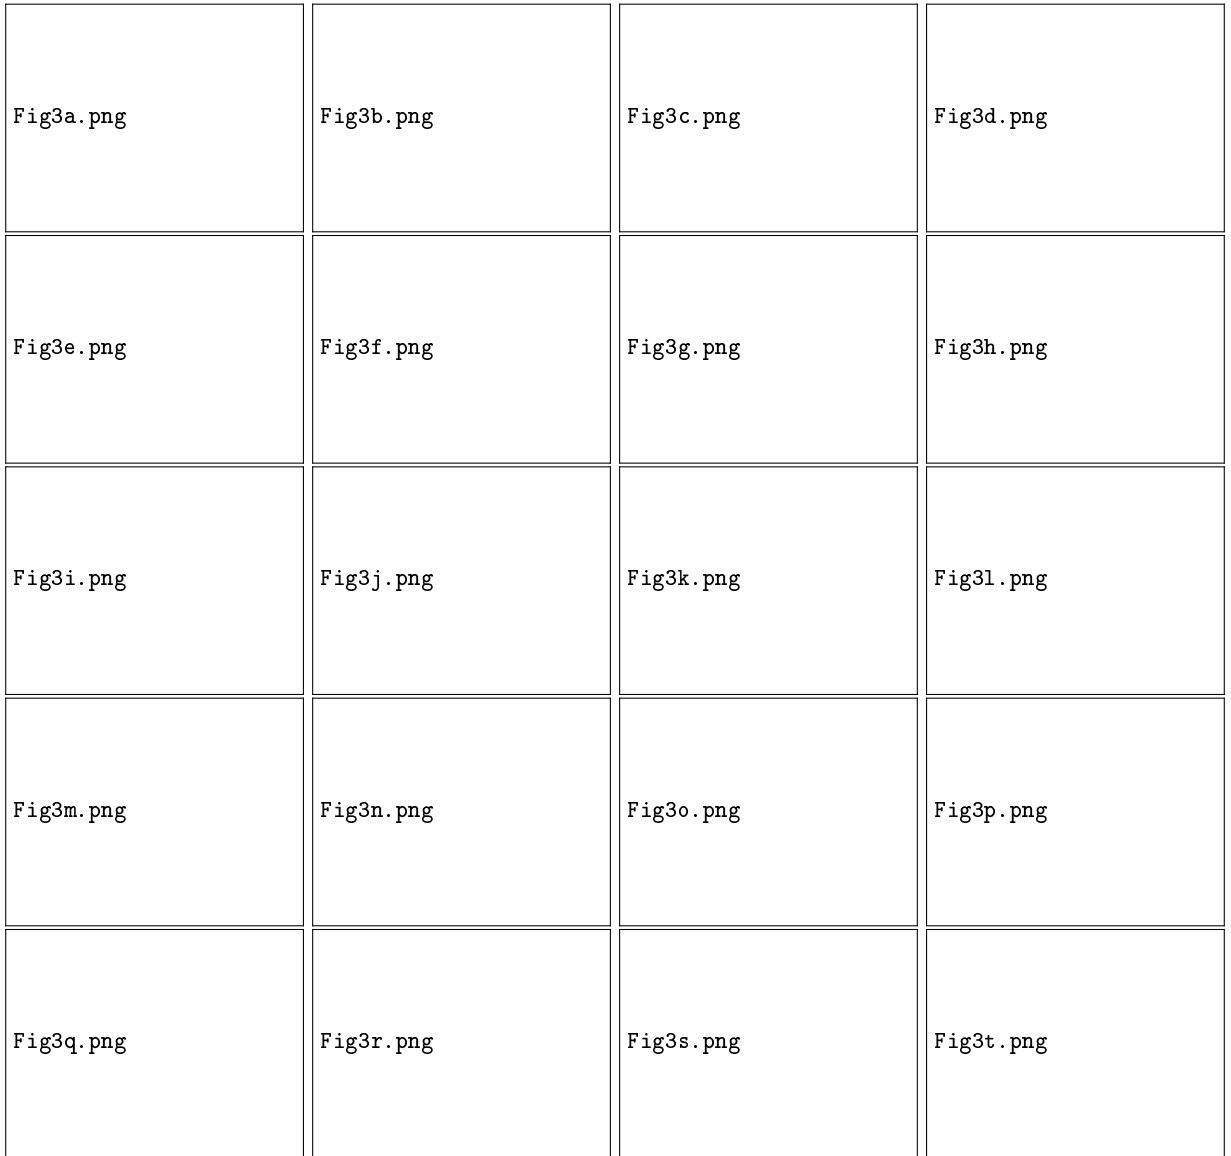 Fig3a.png Fig3b.png Fig3c.png Fig3d.png
Fig3e.png Fig3f.png Fig3g.png Fig3h.png
Fig3i.png Fig3j.png Fig3k.png Fig3l.png
Fig3m.png Fig3n.png Fig3o.png Fig3p.png
Fig3q.png Fig3r.png Fig3s.png Fig3t.png